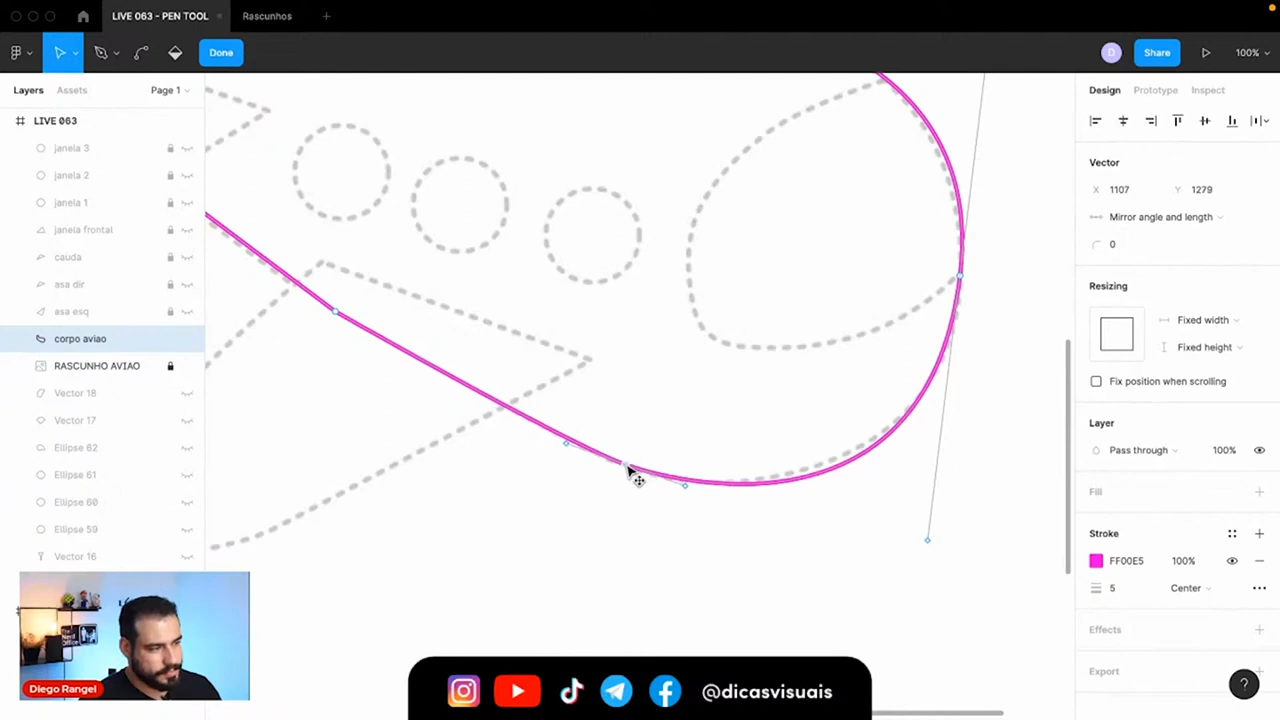 LIVE 063 - PEN TOOL
Rascunhos
Done
D
Share
100%
Layers
Assets
Page 1
LIVE 063
janela 3
janela 2
janela 1
janela frontal
cauda
asa dir
asa esq
corpo aviao
RASCUNHO AVIAO
Vector 18
Vector 17
Ellipse 62
Ellipse 61
Ellipse 60
Ellipse 59
Vector 16
Design
Prototype
Inspect
Vector
X 1107 Y 1279
Mirror angle and length
0
Resizing
Fixed width
Fixed height
Fix position when scrolling
Layer
Pass through 100%
Fill
Stroke
FF00E5 100%
5 Center
Effects
Export
?
Diego Rangel
@dicasvisuais